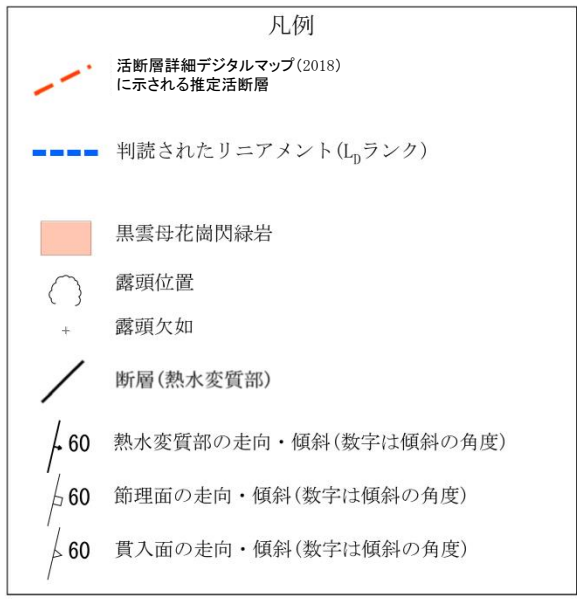 凡例
活断層詳細デジタルマップ(2018)
に示される推定活断層
判読されたリニアメント(LDランク)
黒雲母花崗閃緑岩
露頭位置
+ 露頭欠如
断層(熱水変質部)
60 熱水変質部の走向・傾斜(数字は傾斜の角度)
60 節理面の走向・傾斜(数字は傾斜の角度)
60 貫入面の走向・傾斜(数字は傾斜の角度)